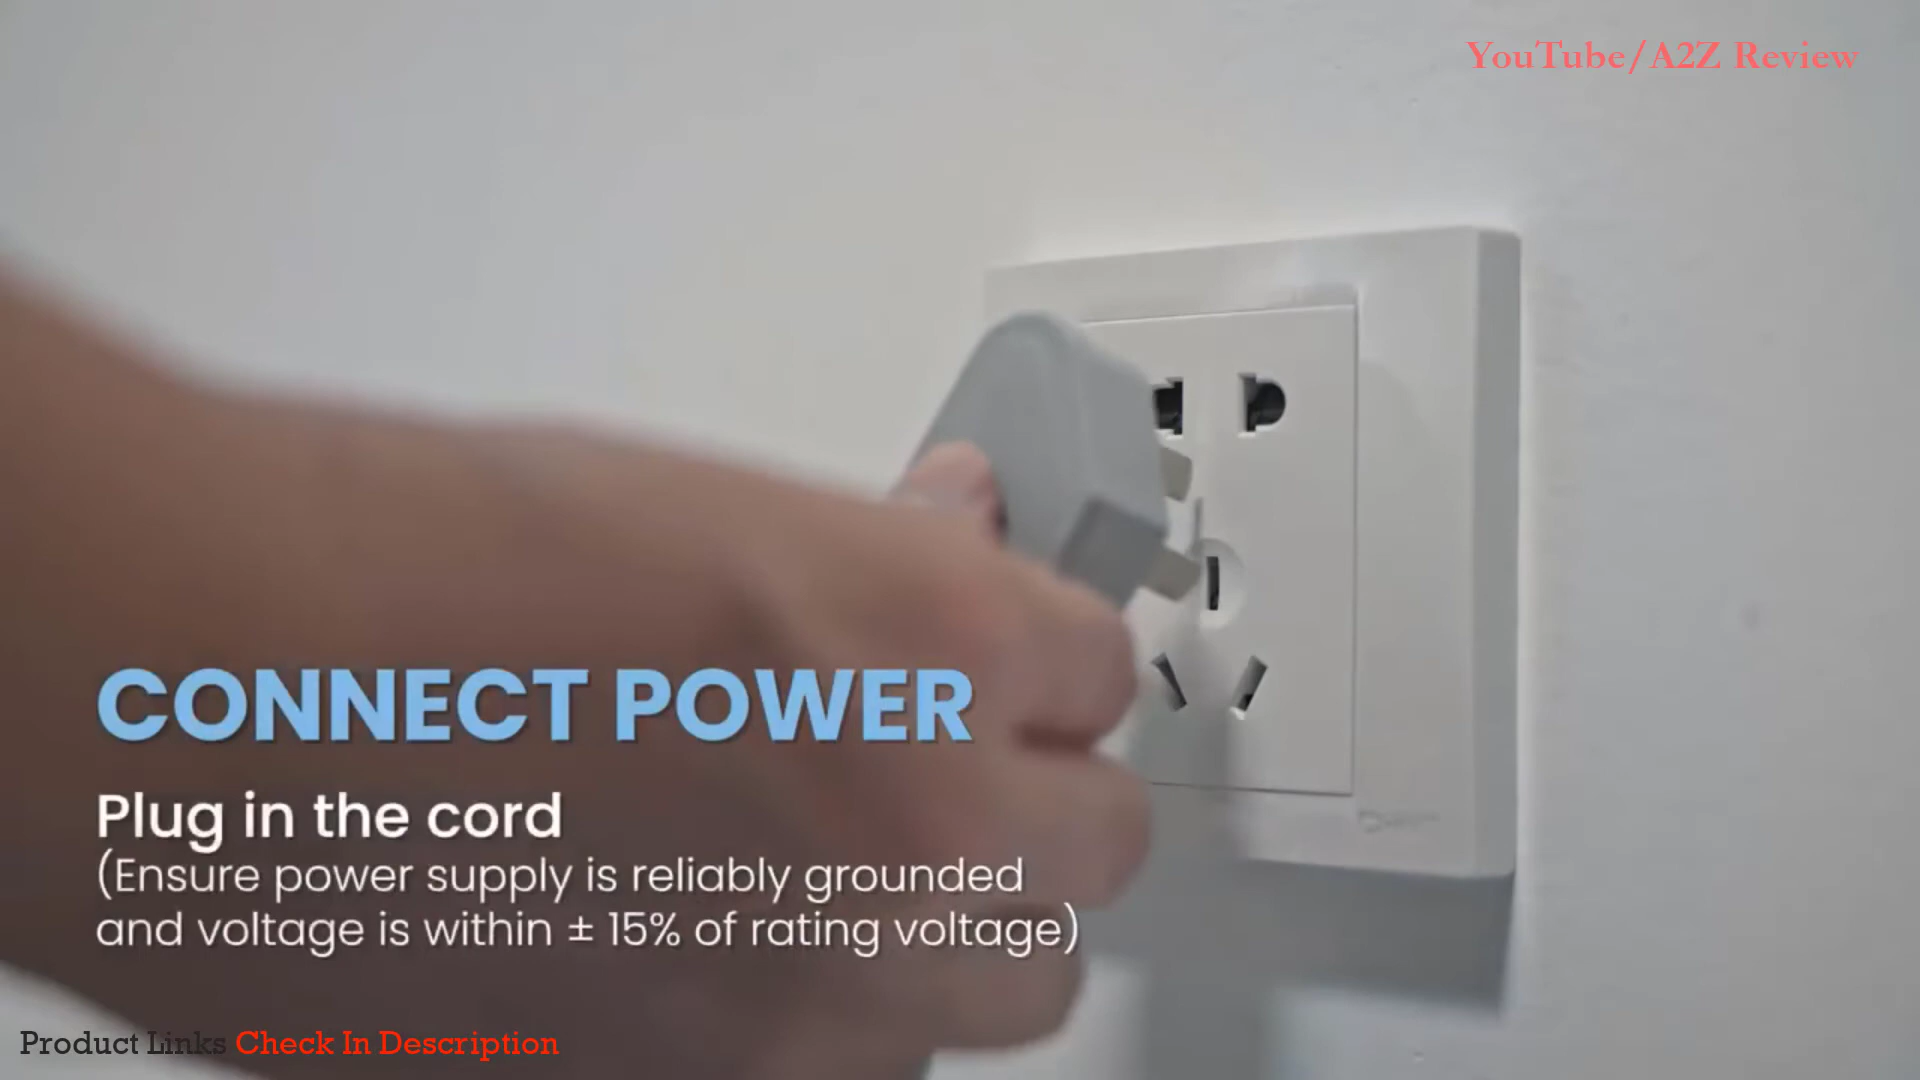 YouTube/A2Z Review
CONNECT POWER
Plug in the cord
(Ensure power supply is reliably grounded
and voltage is within ± 15% of rating voltage)
Product Links Check In Description